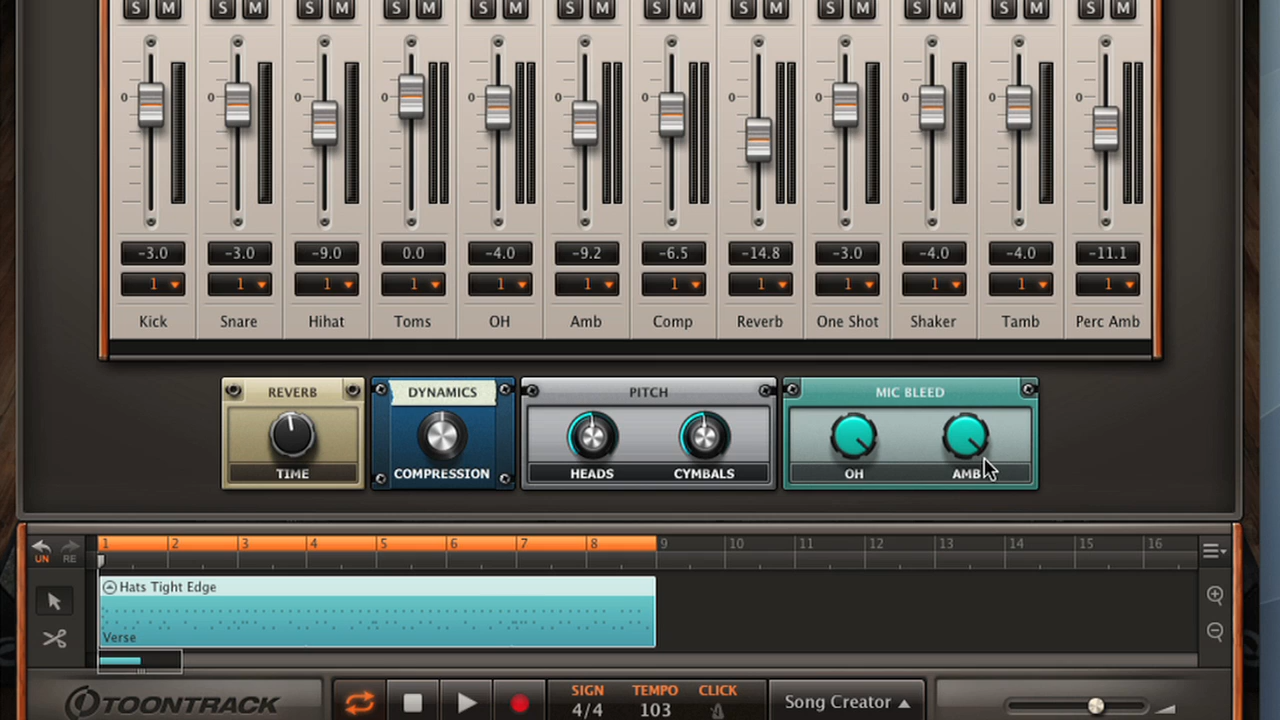 S M S M S M S M S M S M S M S M S M S M S M S M
0 0 0 0 0 0 0 0 0 0 0 0
-3.0 -3.0 -9.0 0.0 -4.0 -9.2 -6.5 -14.8 -3.0 -4.0 -4.0 -11.1
1 1 1 1 1 1 1 1 1 1 1 1
Kick Snare Hihat Toms OH Amb Comp Reverb One Shot Shaker Tamb Perc Amb
REVERB DYNAMICS PITCH MIC BLEED
TIME COMPRESSION HEADS CYMBALS OH AMB
1 2 3 4 5 6 7 8 9 10 11 12 13 14 15 16
UN RE
Hats Tight Edge
Verse
TOONTRACK
SIGN TEMPO CLICK
4/4 103
Song Creator